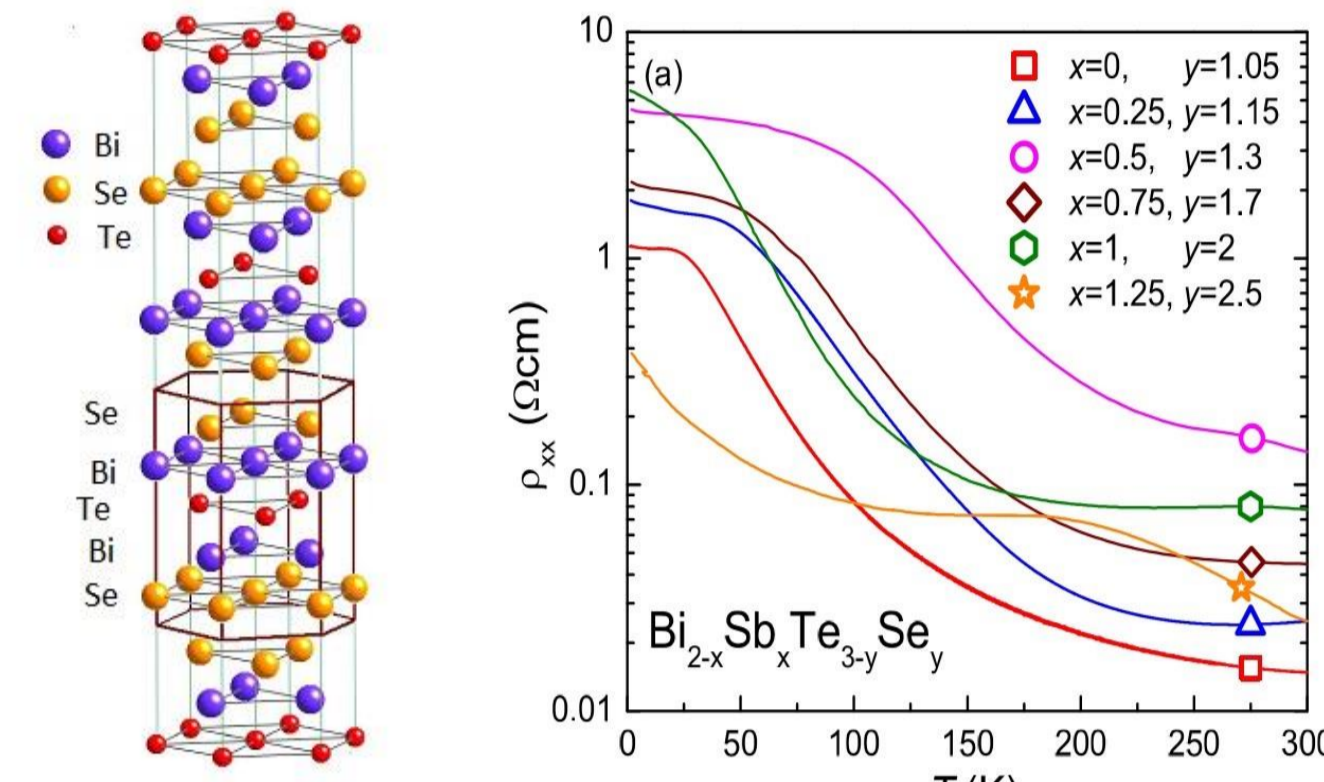 Bi
Se
Te
Se
Bi
Te
Bi
Se
(a)
x=0, y=1.05
x=0.25, y=1.15
x=0.5, y=1.3
x=0.75, y=1.7
x=1, y=2
x=1.25, y=2.5
Bi2-xSbxTe3-ySey
ρxx (Ωcm)
10
1
0.1
0.01
0 50 100 150 200 250 300
T (K)